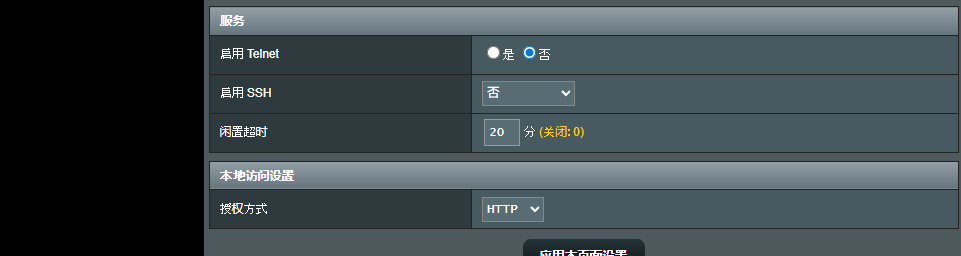 服务
启用 Telnet 是 否
启用 SSH 否
闲置超时 20 分 (关闭: 0)
本地访问设置
授权方式 HTTP
应用本页面设置